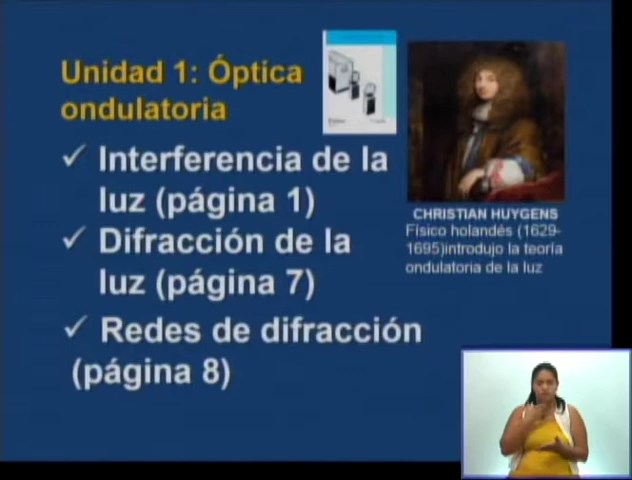 Unidad 1: Óptica
ondulatoria
✓ Interferencia de la
luz (página 1)
✓ Difracción de la
luz (página 7)
✓ Redes de difracción
(página 8)
CHRISTIAN HUYGENS
Físico holandés (1629-
1695)introdujo la teoría
ondulatoria de la luz